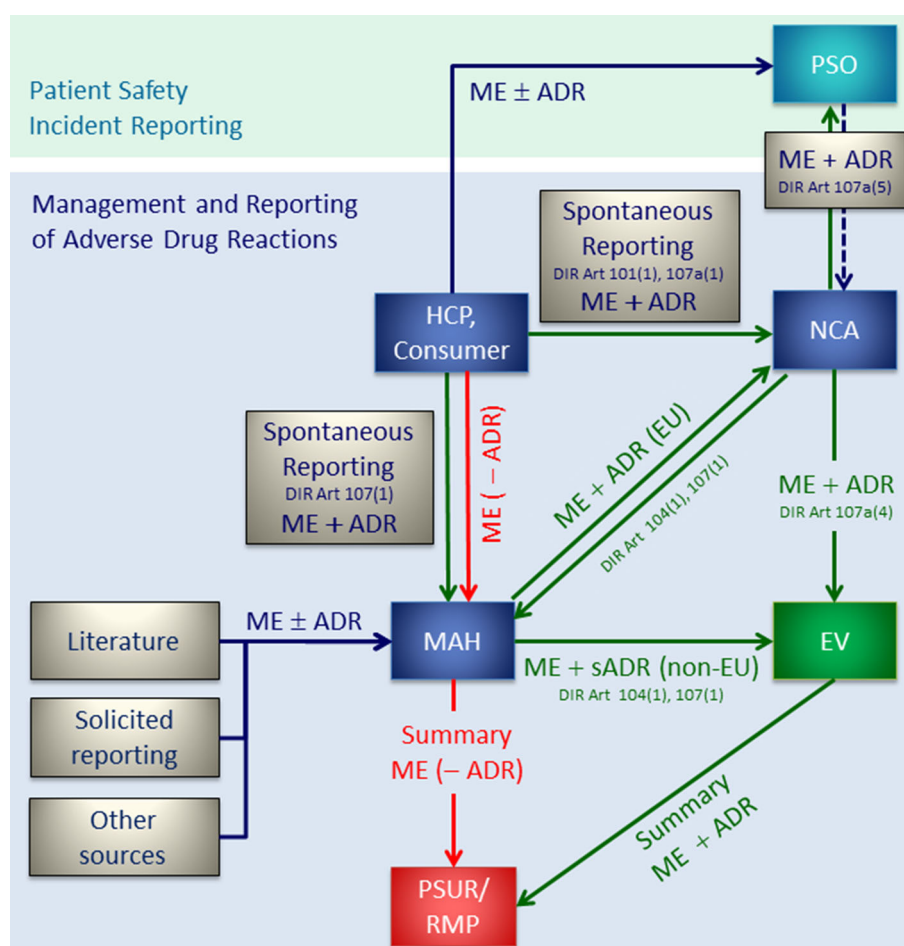 PSO
ME ± ADR
Patient Safety
Incident Reporting
ME + ADR
DIR Art 107a(5)
Management and Reporting
of Adverse Drug Reactions
Spontaneous
Reporting
DIR Art 101(1), 107a(1)
ME + ADR
HCP,
Consumer
NCA
Spontaneous
Reporting
DIR Art 107(1)
ME + ADR
ME ( – ADR)
ME + ADR (EU)
DIR Art 104(1), 107(1)
ME + ADR
DIR Art 107a(4)
Literature
ME ± ADR
MAH
EV
ME + sADR (non-EU)
DIR Art 104(1), 107(1)
Solicited
reporting
Summary
ME (– ADR)
Other
sources
Summary
ME + ADR
PSUR/
RMP